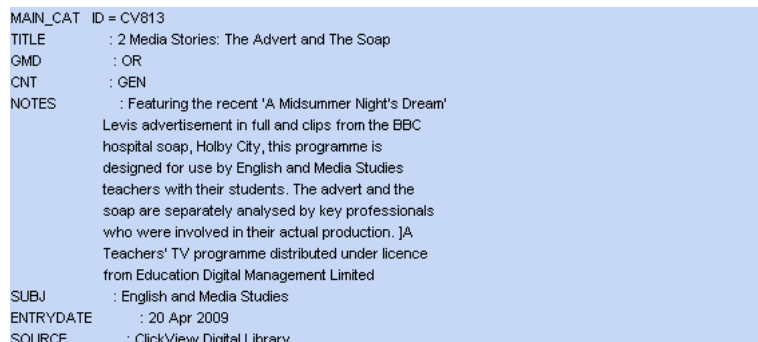 MAIN_CAT ID = CV813
TITLE : 2 Media Stories: The Advert and The Soap
GMD : OR
CNT : GEN
NOTES : Featuring the recent 'A Midsummer Night's Dream'
Levis advertisement in full and clips from the BBC
hospital soap, Holby City, this programme is
designed for use by English and Media Studies
teachers with their students. The advert and the
soap are separately analysed by key professionals
who were involved in their actual production. ]A
Teachers' TV programme distributed under licence
from Education Digital Management Limited
SUBJ : English and Media Studies
ENTRYDATE : 20 Apr 2009
SOURCE : ClickView Digital Library